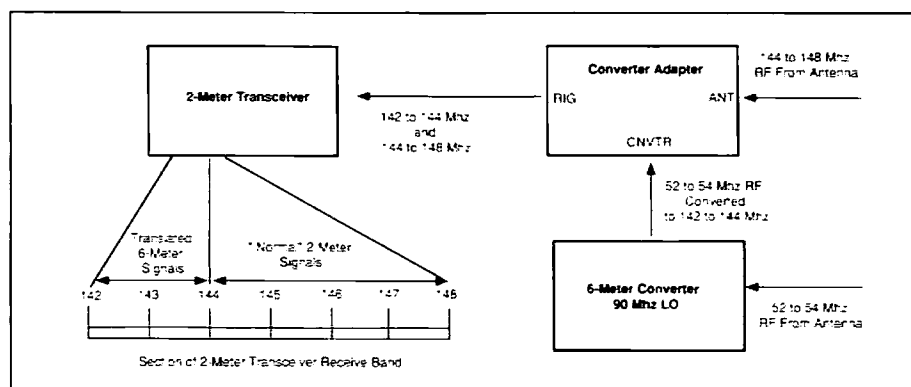 2-Meter Transceiver
Converter Adapter
RIG
ANT
CNVTR
144 to 148 Mhz
RF From Antenna
142 to 144 Mhz
and
144 to 148 Mhz
52 to 54 Mhz RF
Converted
to 142 to 144 Mhz
Translated
6-Meter
Signals
"Normal" 2-Meter
Signals
142 143 144 145 146 147 148
Section of 2-Meter Transceiver Receive Band
6-Meter Converter
90 Mhz LO
52 to 54 Mhz
RF From Antenna